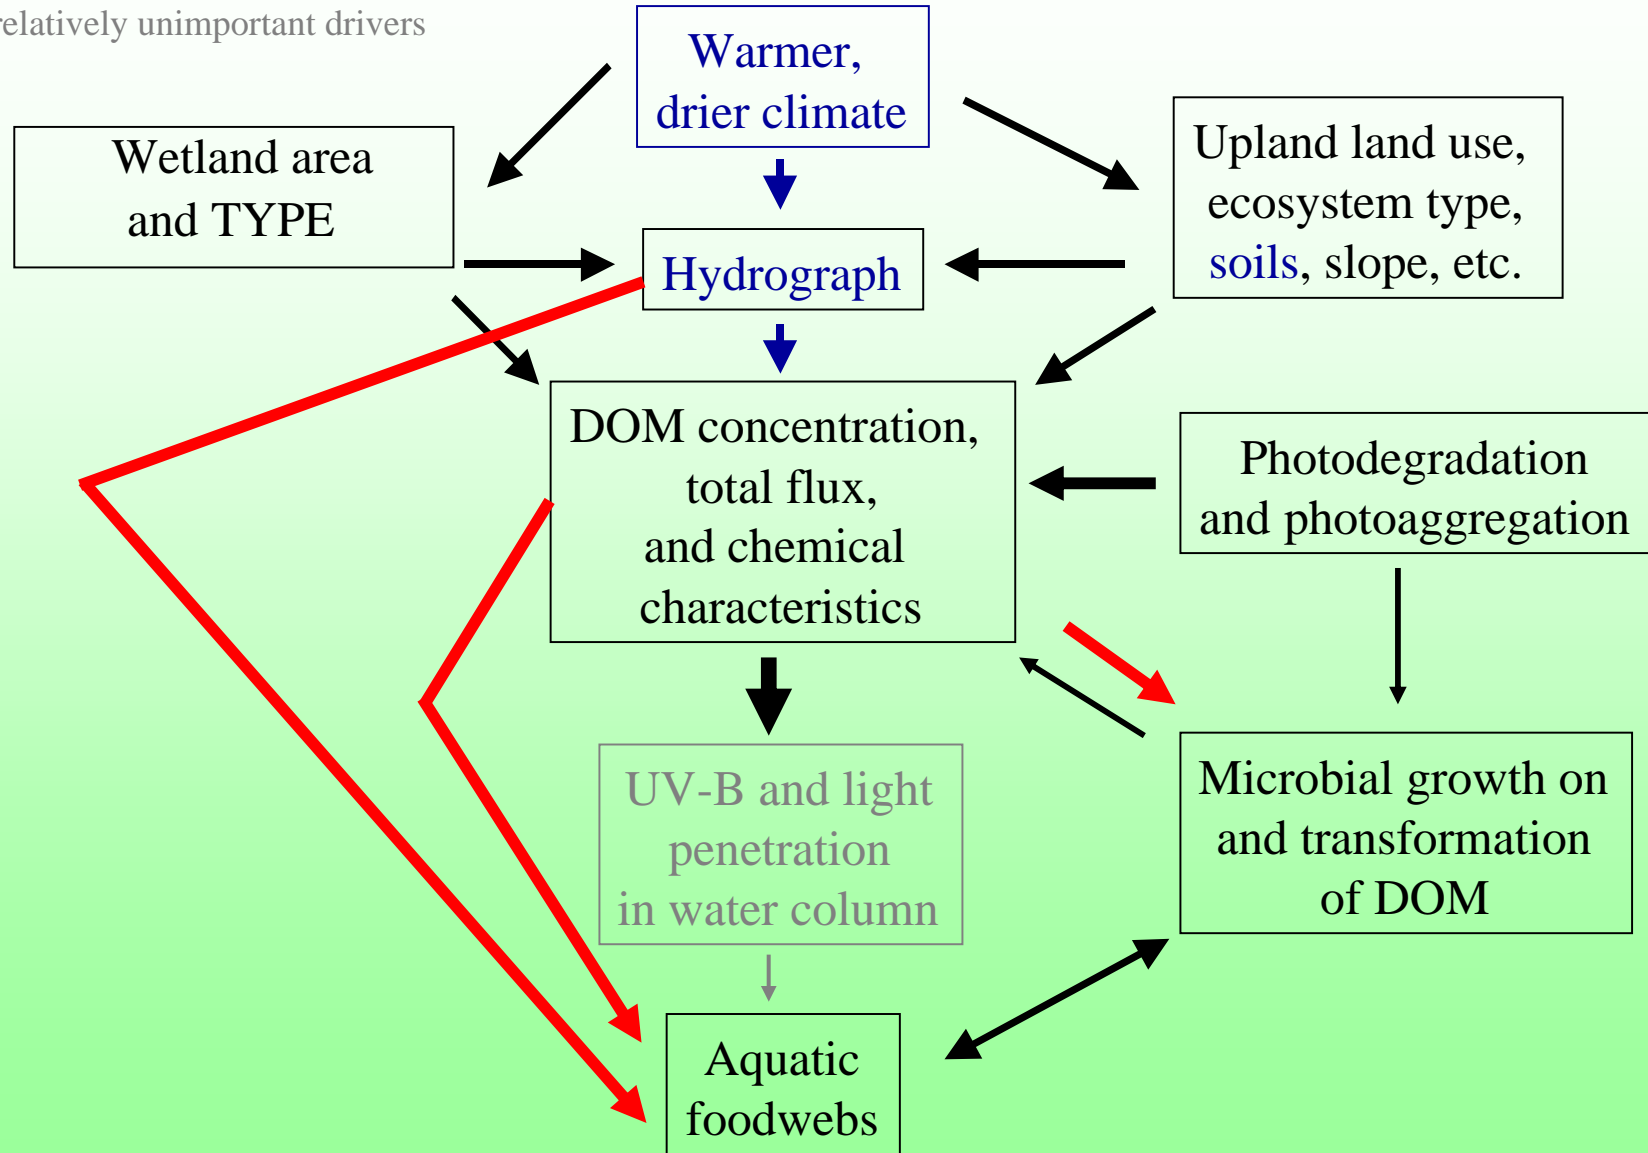 relatively unimportant drivers
Warmer,
drier climate
Wetland area
and TYPE
Upland land use,
ecosystem type,
soils, slope, etc.
Hydrograph
DOM concentration,
total flux,
and chemical
characteristics
Photodegradation
and photoaggregation
UV-B and light
penetration
in water column
Microbial growth on
and transformation
of DOM
Aquatic
foodwebs